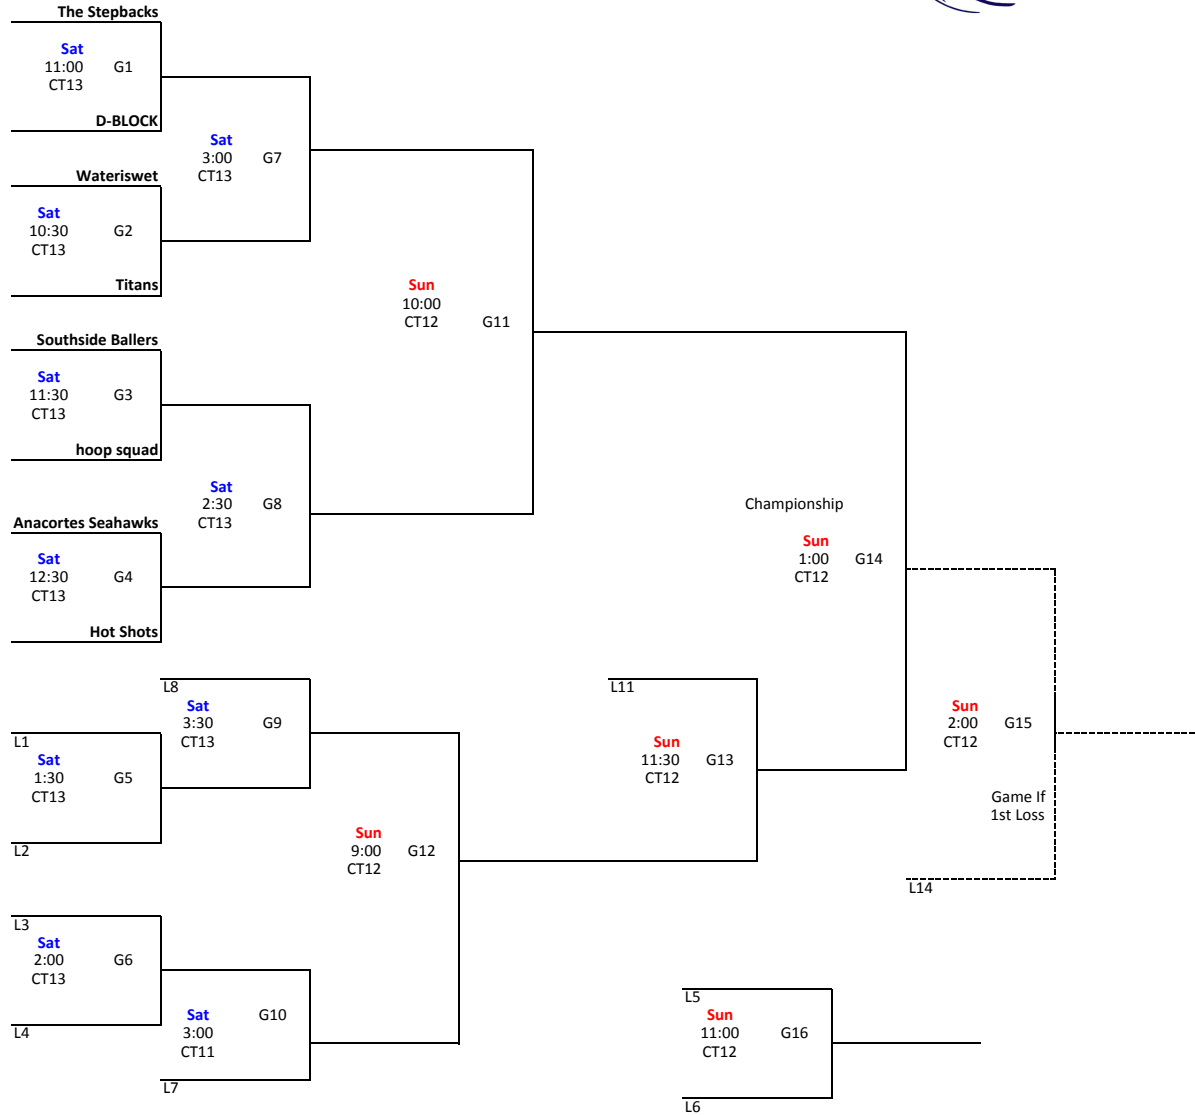 The Stepbacks
Sat
11:00 G1
CT13
D-BLOCK
Sat
3:00 G7
CT13
Wateriswet
Sat
10:30 G2
CT13
Titans
Sun
10:00
CT12 G11
Southside Ballers
Sat
11:30 G3
CT13
hoop squad
Sat
2:30 G8
CT13
Anacortes Seahawks
Sat
12:30 G4
CT13
Hot Shots
Championship
Sun
1:00 G14
CT12
L8
Sat
3:30 G9
CT13
L1
Sat
1:30 G5
CT13
L2
L11
Sun
11:30 G13
CT12
Sun
2:00 G15
CT12
Game If
1st Loss
L14
Sun
9:00 G12
CT12
L3
Sat
2:00 G6
CT13
L4
Sat G10
3:00
CT11
L7
L5
Sun
11:00 G16
CT12
L6